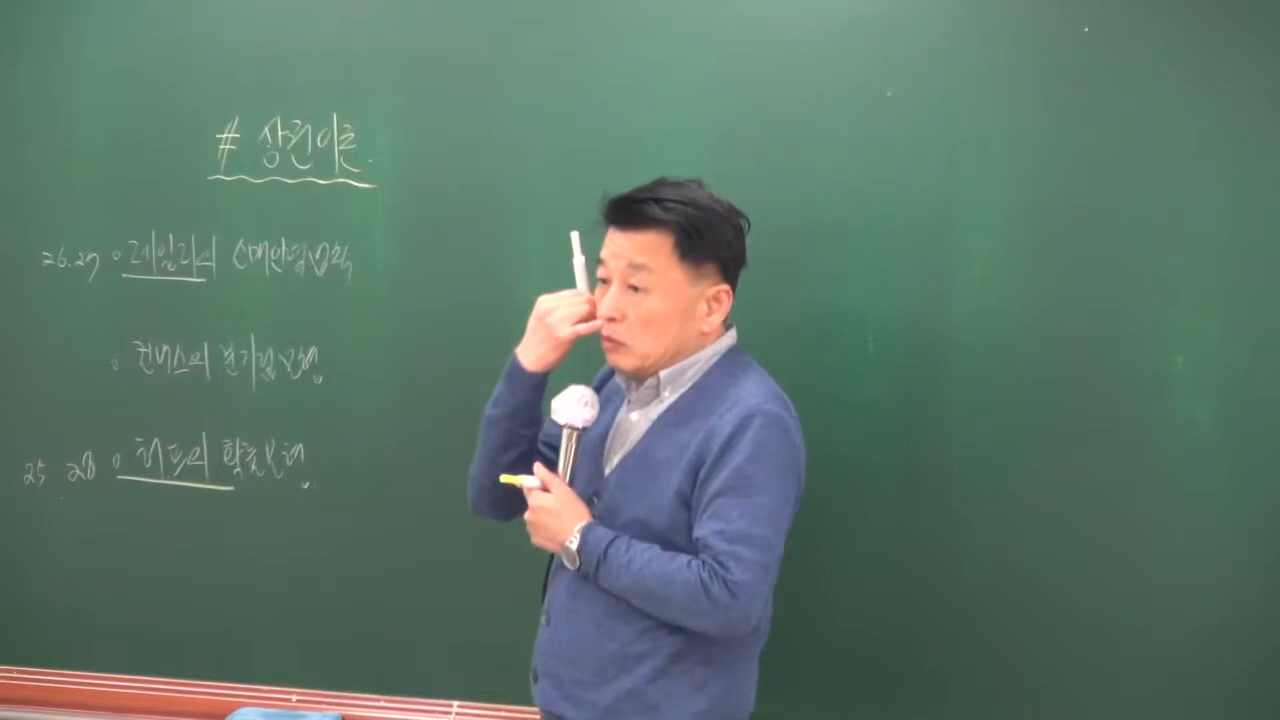 # 상권이론
26.27 o 레일리의 소매인력법칙
o 컨버스의 분기점모형
25. 28 o 허프의 확률모형